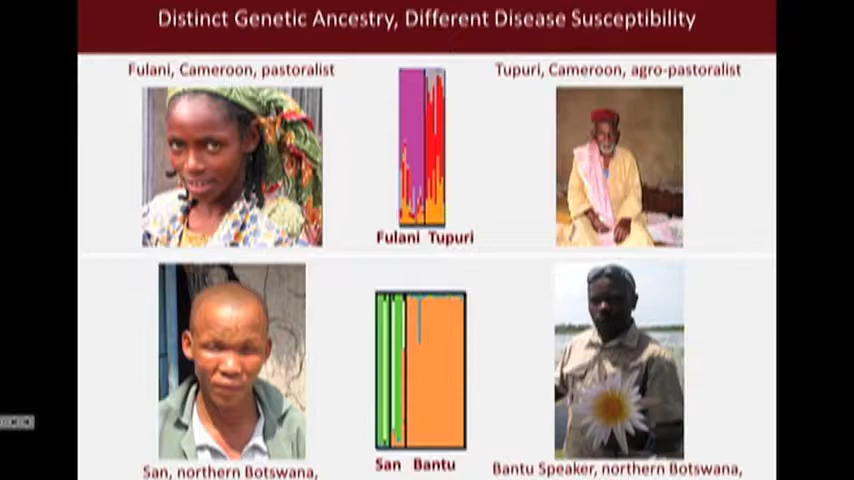 Distinct Genetic Ancestry, Different Disease Susceptibility
Fulani, Cameroon, pastoralist
Tupuri, Cameroon, agro-pastoralist
Fulani Tupuri
San Bantu
San, northern Botswana,
Bantu Speaker, northern Botswana,